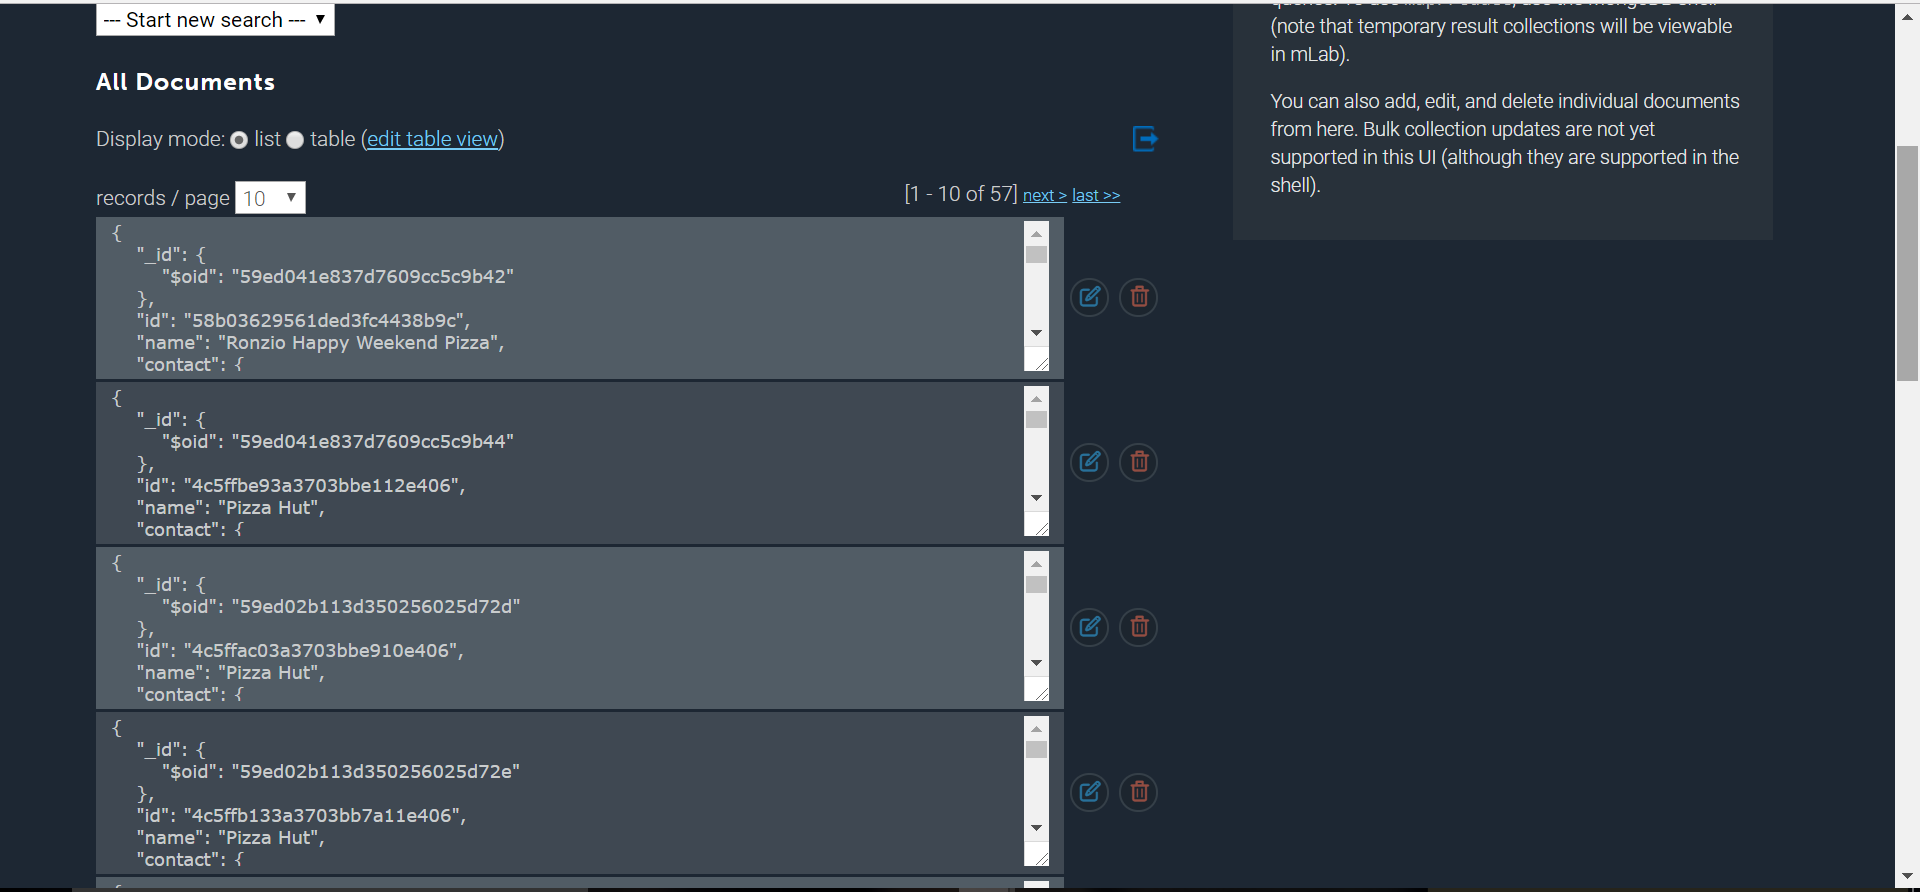 --- Start new search ---
All Documents
Display mode: list table (edit table view)
records / page 10
[1 - 10 of 57] next > last >>
{
"_id": {
"$oid": "59ed041e837d7609cc5c9b42"
},
"id": "58b03629561ded3fc4438b9c",
"name": "Ronzio Happy Weekend Pizza",
"contact": {
{
"_id": {
"$oid": "59ed041e837d7609cc5c9b44"
},
"id": "4c5ffbe93a3703bbe112e406",
"name": "Pizza Hut",
"contact": {
{
"_id": {
"$oid": "59ed02b113d350256025d72d"
},
"id": "4c5ffac03a3703bbe910e406",
"name": "Pizza Hut",
"contact": {
{
"_id": {
"$oid": "59ed02b113d350256025d72e"
},
"id": "4c5ffb133a3703bb7a11e406",
"name": "Pizza Hut",
"contact": {
(note that temporary result collections will be viewable
in mLab).
You can also add, edit, and delete individual documents
from here. Bulk collection updates are not yet
supported in this UI (although they are supported in the
shell).